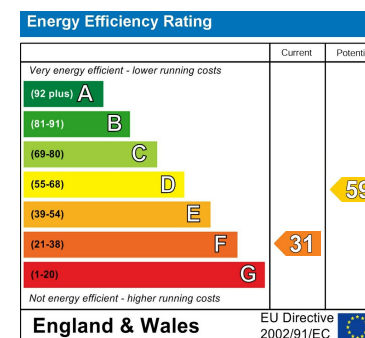 Energy Efficiency Rating
Current Potenti
Very energy efficient - lower running costs
(92 plus) A
(81-91) B
(69-80) C
(55-68) D
59
(39-54) E
(21-38) F
31
(1-20) G
Not energy efficient - higher running costs
England & Wales
EU Directive
2002/91/EC